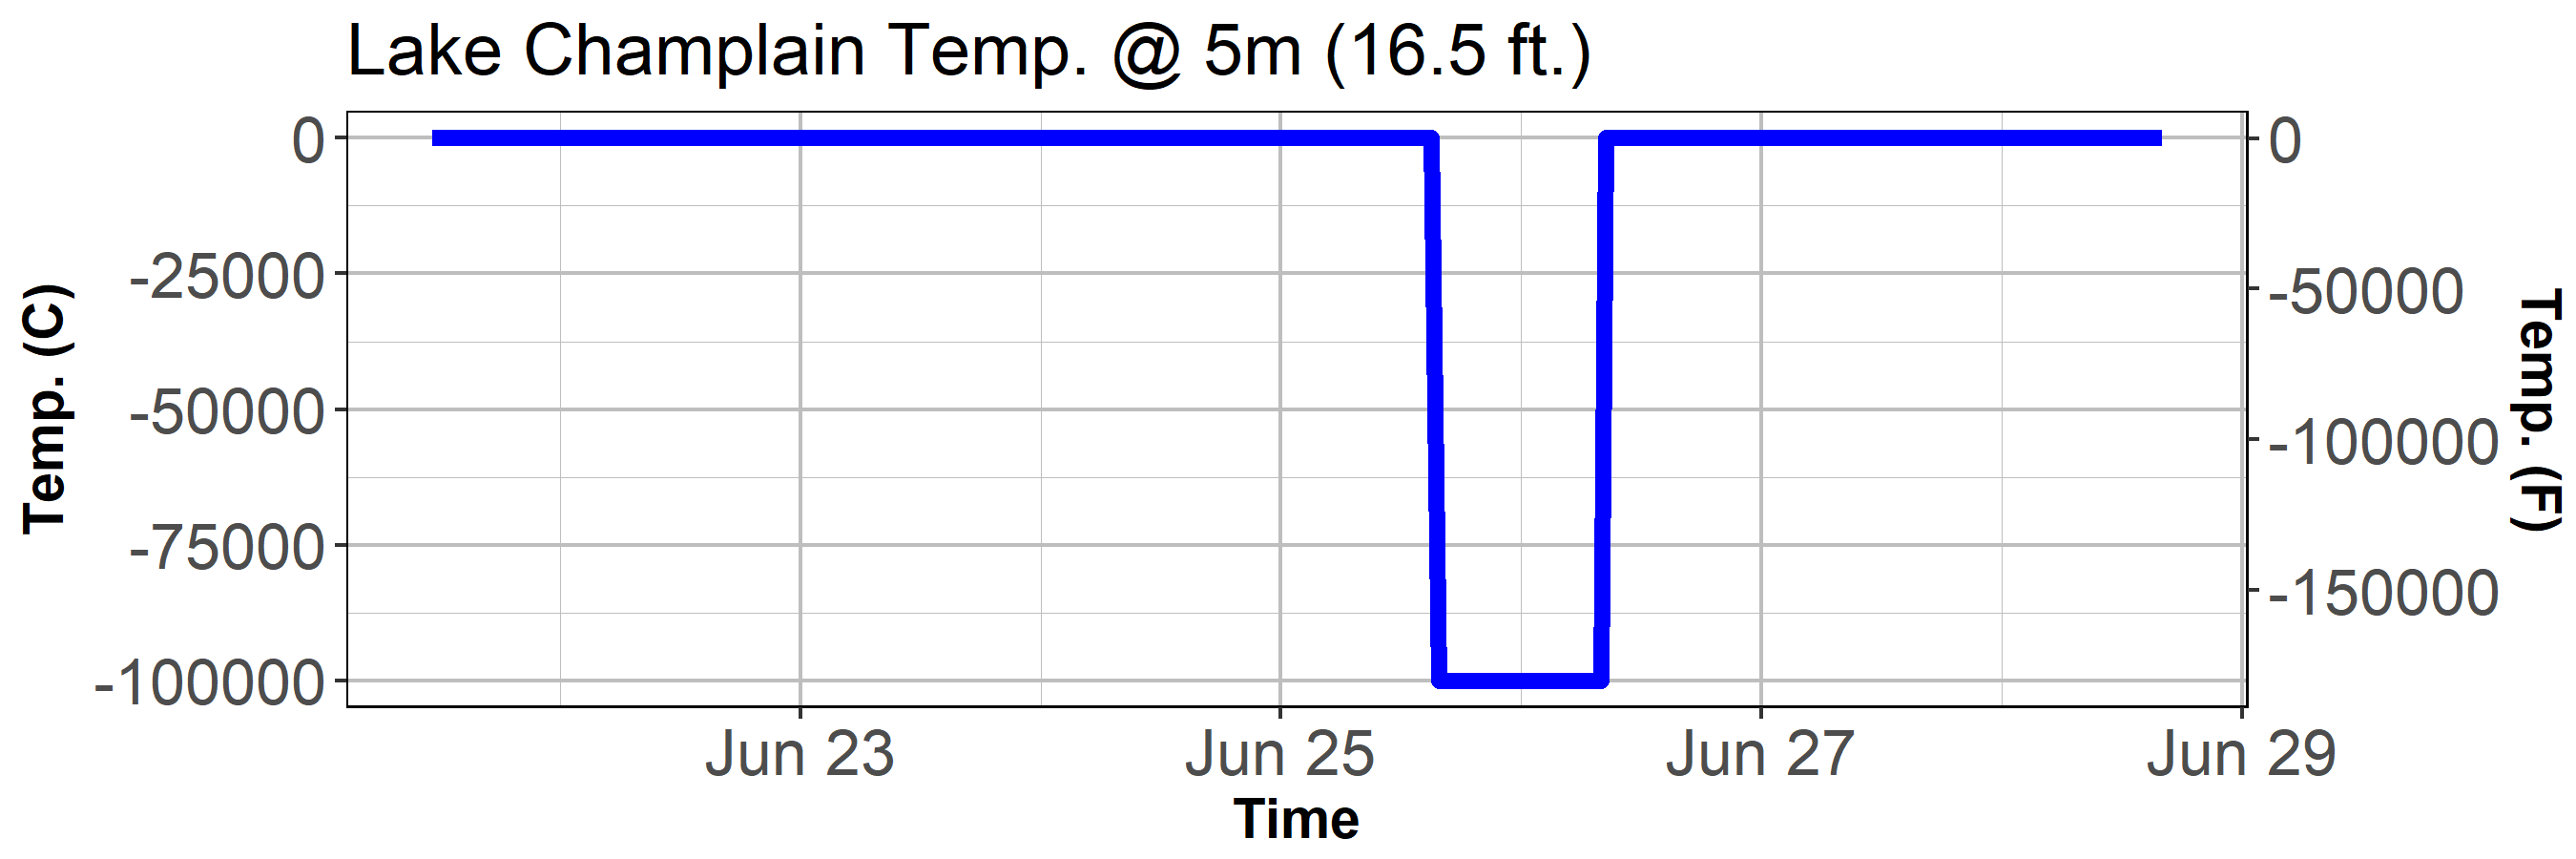 Lake Champlain Temp. @ 5m (16.5 ft.)
0
-25000
-50000
-75000
-100000
Temp. (C)
0
-50000
-100000
-150000
Temp. (F)
Jun 23 Jun 25 Jun 27 Jun 29
Time